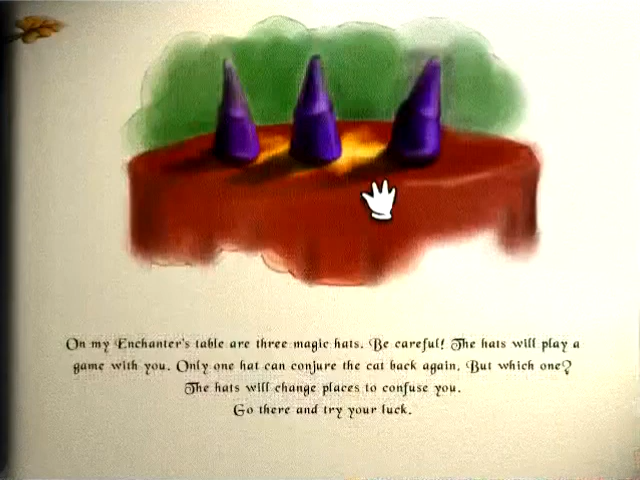 On my Enchanter's table are three magic hats. Be careful! The hats will play a
game with you. Only one hat can conjure the cat back again. But which one?
The hats will change places to confuse you.
Go there and try your luck.